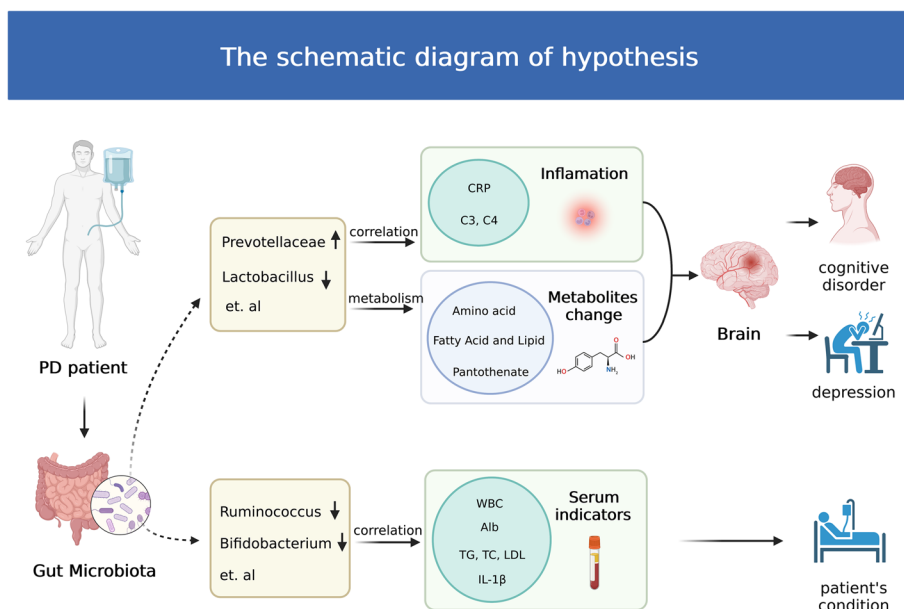 The schematic diagram of hypothesis
PD patient
Gut Microbiota
Prevotellaceae
Lactobacillus
et. al
correlation
metabolism
CRP
C3, C4
Inflamation
Amino acid
Fatty Acid and Lipid
Pantothenate
Metabolites
change
HO
O
OH
NH2
Brain
cognitive
disorder
depression
Ruminococcus
Bifidobacterium
et. al
correlation
WBC
Alb
TG, TC, LDL
IL-1β
Serum
indicators
patient's
condition